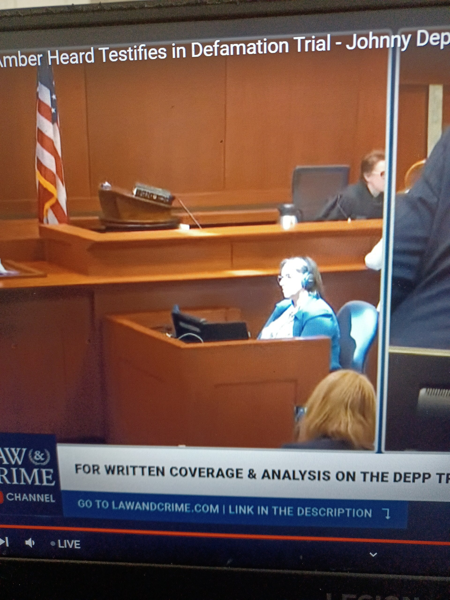 Amber Heard Testifies in Defamation Trial - Johnny Dep
AW &
RIME
CHANNEL
FOR WRITTEN COVERAGE & ANALYSIS ON THE DEPP TR
GO TO LAWANDCRIME.COM | LINK IN THE DESCRIPTION
LIVE
LEGION